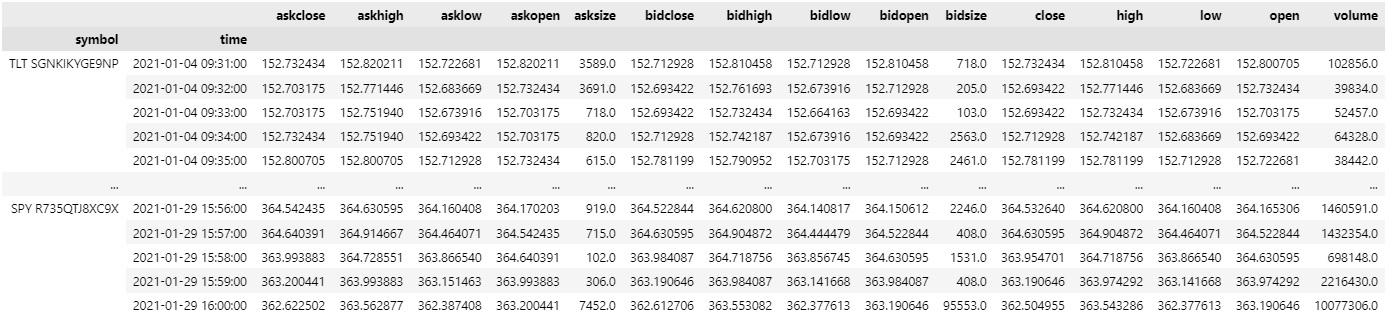 askclose askhigh asklow askopen asksize bidclose bidhigh bidlow bidopen bidsize close high low open volume
symbol time
TLT SGNKIKYGE9NP 2021-01-04 09:31:00 152.732434 152.820211 152.722681 152.820211 3589.0 152.712928 152.810458 152.712928 152.810458 718.0 152.732434 152.810458 152.722681 152.800705 102856.0
2021-01-04 09:32:00 152.703175 152.771446 152.683669 152.732434 3691.0 152.693422 152.761693 152.673916 152.712928 205.0 152.693422 152.771446 152.683669 152.732434 39834.0
2021-01-04 09:33:00 152.703175 152.751940 152.673916 152.703175 718.0 152.693422 152.732434 152.664163 152.693422 103.0 152.693422 152.732434 152.673916 152.703175 52457.0
2021-01-04 09:34:00 152.732434 152.751940 152.693422 152.703175 820.0 152.712928 152.742187 152.673916 152.693422 2563.0 152.712928 152.742187 152.683669 152.693422 64328.0
2021-01-04 09:35:00 152.800705 152.800705 152.712928 152.732434 615.0 152.781199 152.790952 152.703175 152.712928 2461.0 152.781199 152.781199 152.712928 152.722681 38442.0
... ... ... ... ... ... ... ... ... ... ... ... ... ... ... ... ...
SPY R735QTJ8XC9X 2021-01-29 15:56:00 364.542435 364.630595 364.160408 364.170203 919.0 364.522844 364.620800 364.140817 364.150612 2246.0 364.532640 364.620800 364.160408 364.165306 1460591.0
2021-01-29 15:57:00 364.640391 364.914667 364.464071 364.542435 715.0 364.630595 364.904872 364.444479 364.522844 408.0 364.630595 364.904872 364.464071 364.522844 1432354.0
2021-01-29 15:58:00 363.993883 364.728551 363.866540 364.640391 102.0 363.984087 364.718756 363.856745 364.630595 1531.0 363.954701 364.718756 363.866540 364.630595 698148.0
2021-01-29 15:59:00 363.200441 363.993883 363.151463 363.993883 306.0 363.190646 363.984087 363.141668 363.984087 408.0 363.190646 363.974292 363.141668 363.974292 2216430.0
2021-01-29 16:00:00 362.622502 363.562877 362.387408 363.200441 7452.0 362.612706 363.553082 362.377613 363.190646 95553.0 362.504955 363.543286 362.377613 363.190646 10077306.0